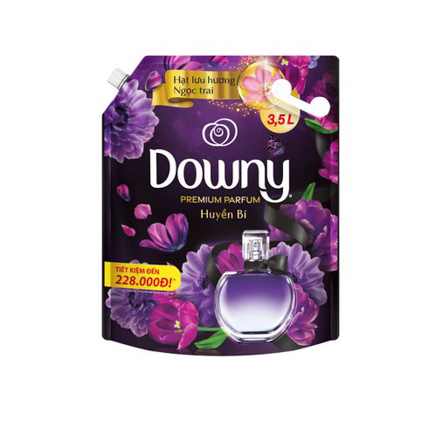 Hạt lưu hương
Ngọc trai
3,5L
Downy
PREMIUM PARFUM
Huyền Bí
TIẾT KIỆM ĐẾN
228.000Đ!*